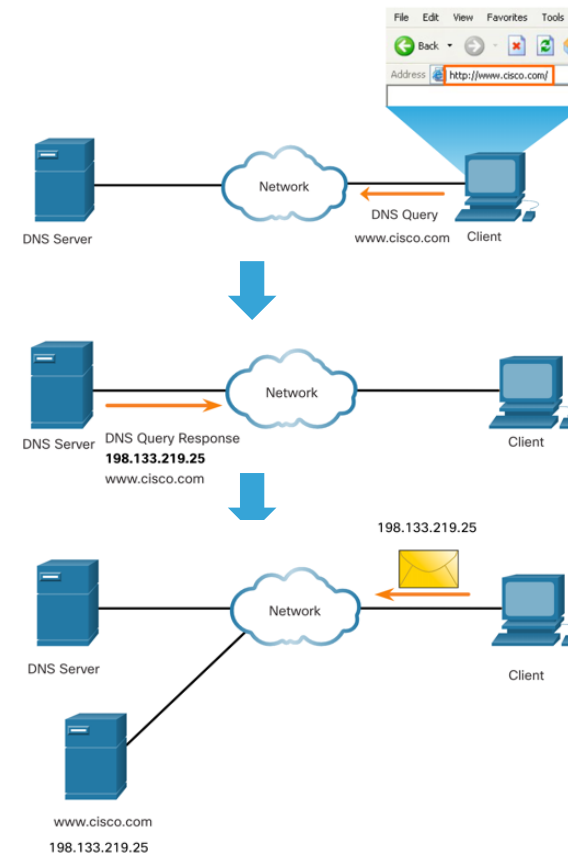 File Edit View Favorites Tools
Back
Address http://www.cisco.com/
Network
DNS Query
www.cisco.com
DNS Server
Client
Network
DNS Server
DNS Query Response
198.133.219.25
www.cisco.com
Client
198.133.219.25
Network
DNS Server
Client
www.cisco.com
198.133.219.25